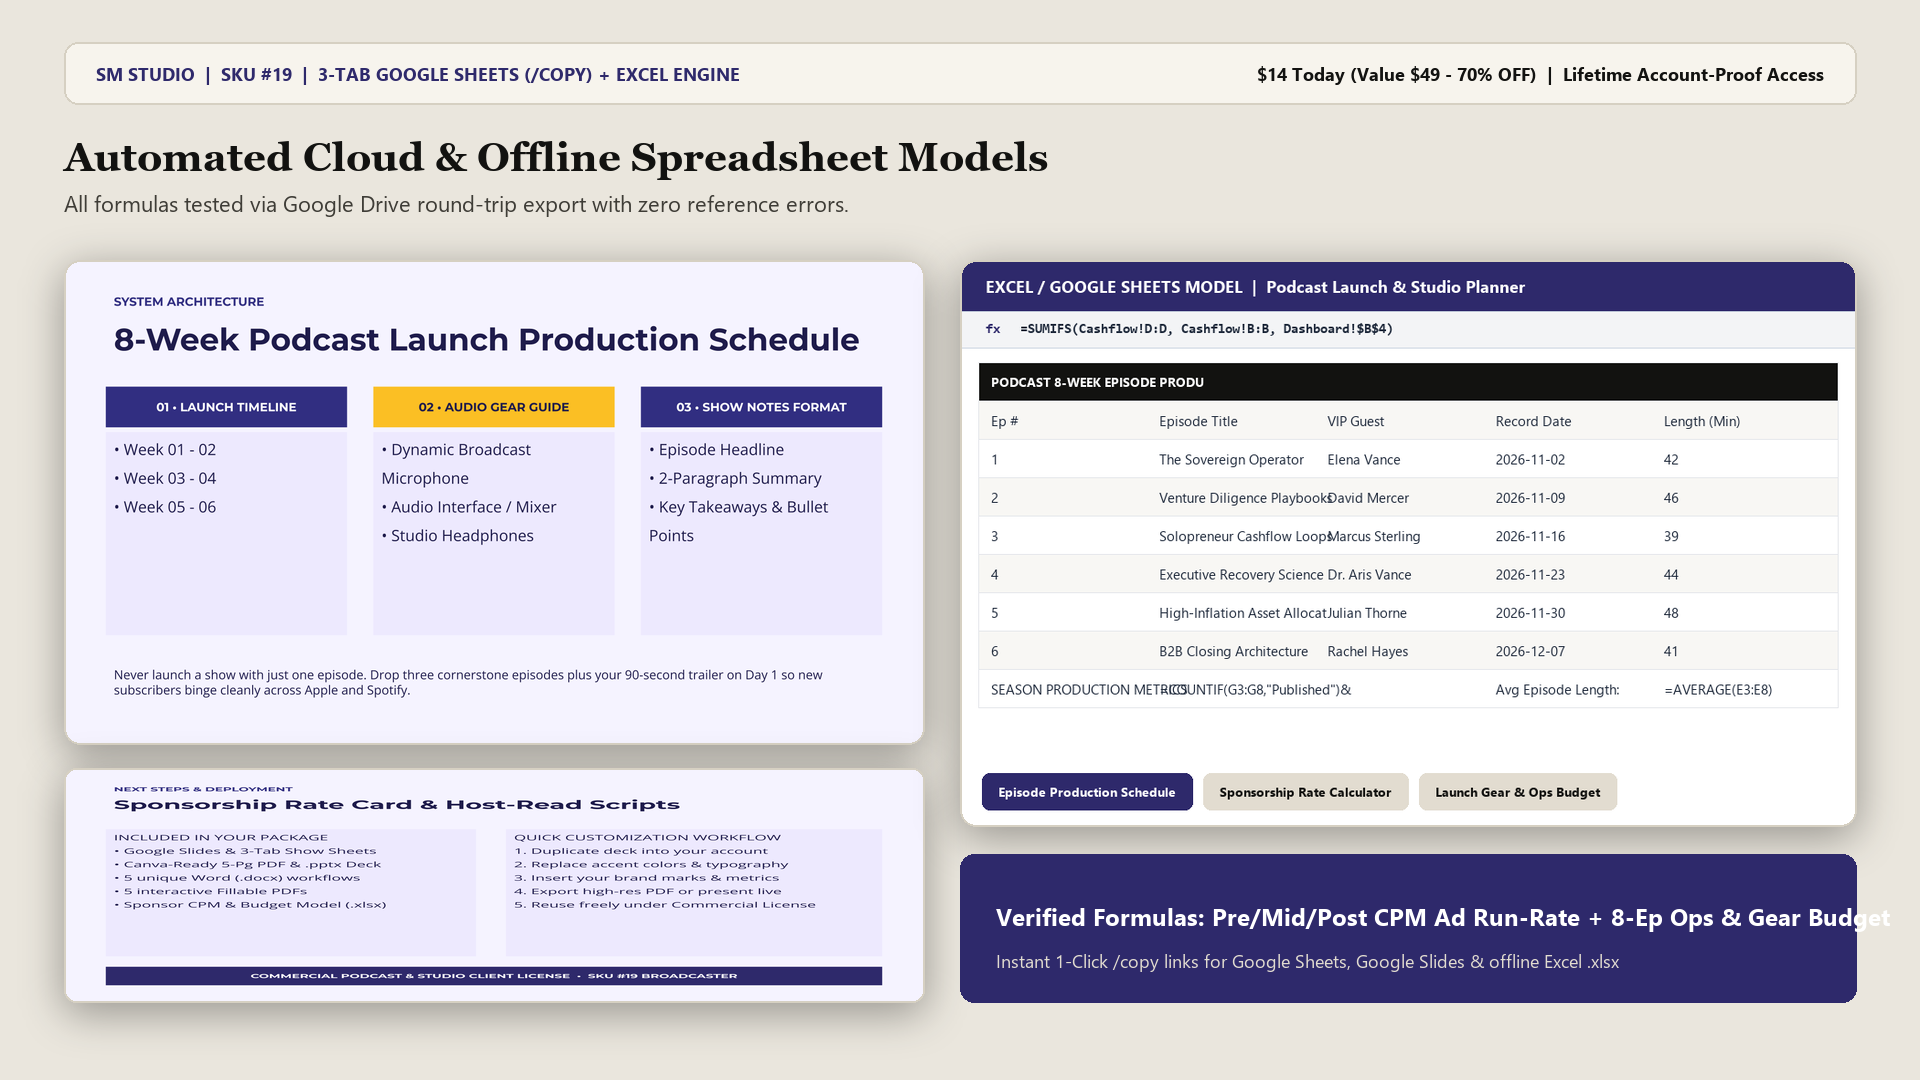 SM STUDIO | SKU #19 | 3-TAB GOOGLE SHEETS (/COPY) + EXCEL ENGINE
$14 Today (Value $49 - 70% OFF) | Lifetime Account-Proof Access
Automated Cloud & Offline Spreadsheet Models
All formulas tested via Google Drive round-trip export with zero reference errors.
SYSTEM ARCHITECTURE
8-Week Podcast Launch Production Schedule
01 • LAUNCH TIMELINE
• Week 01 - 02
• Week 03 - 04
• Week 05 - 06
02 • AUDIO GEAR GUIDE
• Dynamic Broadcast
Microphone
• Audio Interface / Mixer
• Studio Headphones
03 • SHOW NOTES FORMAT
• Episode Headline
• 2-Paragraph Summary
• Key Takeaways & Bullet
Points
Never launch a show with just one episode. Drop three cornerstone episodes plus your 90-second trailer on Day 1 so new
subscribers binge cleanly across Apple and Spotify.
NEXT STEPS & DEPLOYMENT
Sponsorship Rate Card & Host-Read Scripts
INCLUDED IN YOUR PACKAGE
• Google Slides & 3-Tab Show Sheets
• Canva-Ready 5-Pg PDF & .pptx Deck
• 5 unique Word (.docx) workflows
• 5 interactive Fillable PDFs
• Sponsor CPM & Budget Model (.xlsx)
QUICK CUSTOMIZATION WORKFLOW
1. Duplicate deck into your account
2. Replace accent colors & typography
3. Insert your brand marks & metrics
4. Export high-res PDF or present live
5. Reuse freely under Commercial License
COMMERCIAL PODCAST & STUDIO CLIENT LICENSE • SKU #19 BROADCASTER
EXCEL / GOOGLE SHEETS MODEL | Podcast Launch & Studio Planner
fx =SUMIFS(Cashflow!D:D, Cashflow!B:B, Dashboard!$B$4)
PODCAST 8-WEEK EPISODE PRODU
Ep # Episode Title VIP Guest Record Date Length (Min)
1 The Sovereign Operator Elena Vance 2026-11-02 42
2 Venture Diligence Playbooks David Mercer 2026-11-09 46
3 Solopreneur Cashflow Loops Marcus Sterling 2026-11-16 39
4 Executive Recovery Science Dr. Aris Vance 2026-11-23 44
5 High-Inflation Asset Allocat Julian Thorne 2026-11-30 48
6 B2B Closing Architecture Rachel Hayes 2026-12-07 41
SEASON PRODUCTION METRICS =COUNTIF(G3:G8,"Published")& Avg Episode Length: =AVERAGE(E3:E8)
Episode Production Schedule
Sponsorship Rate Calculator
Launch Gear & Ops Budget
Verified Formulas: Pre/Mid/Post CPM Ad Run-Rate + 8-Ep Ops & Gear Budget
Instant 1-Click /copy links for Google Sheets, Google Slides & offline Excel .xlsx